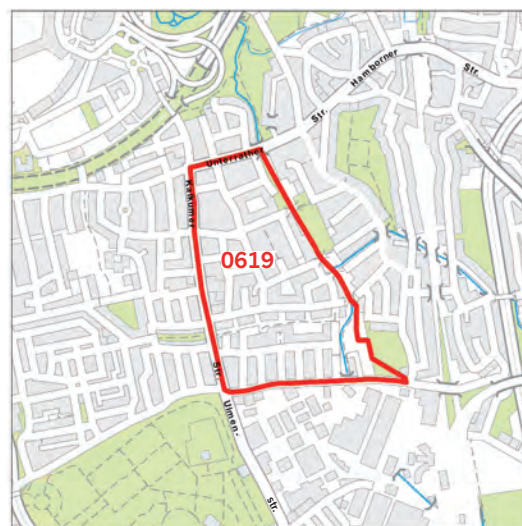 Hamborner
Str.
Str.
Unterrather
Kalkumer
0619
Str.
Ulmen-
str.